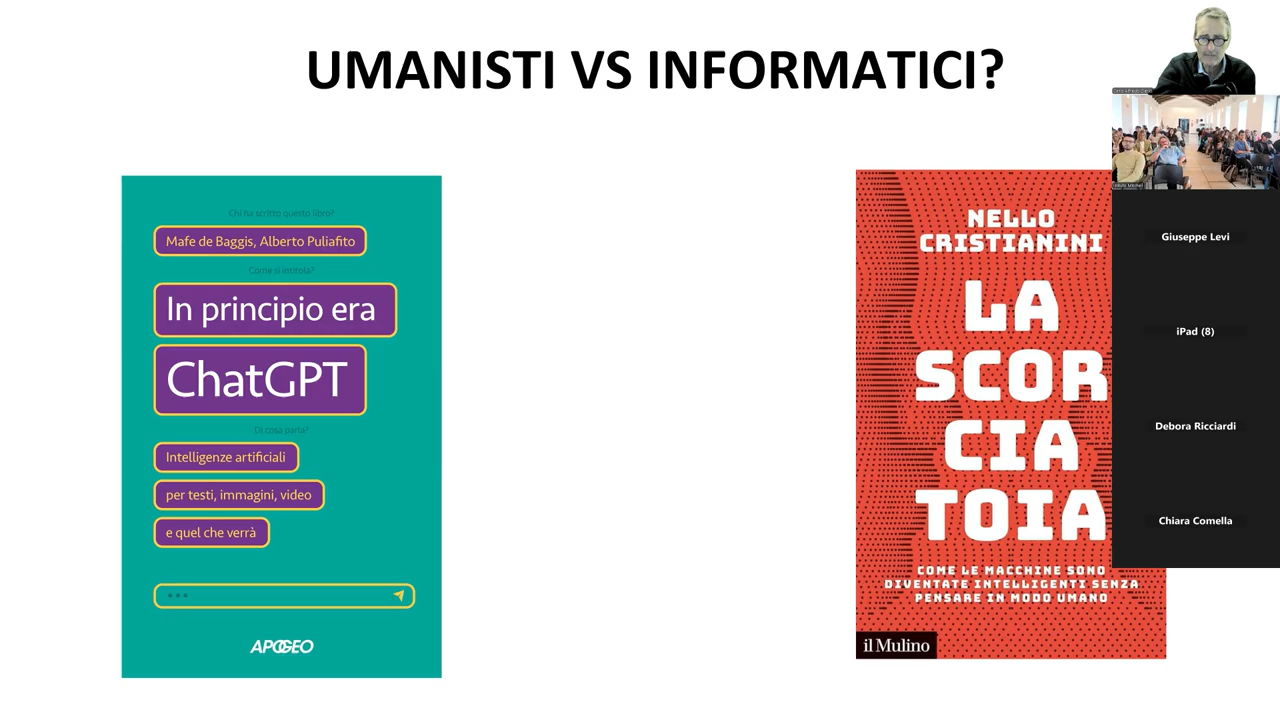 UMANISTI VS INFORMATICI?
Chi ha scritto questo libro?
Mafe de Baggis, Alberto Puliafito
Come si intitola?
In principio era
ChatGPT
Di cosa parla?
Intelligenze artificiali
per testi, immagini, video
e quel che verrà
APOGEO
NELLO
CRISTIANINI
LA
SCOR
CIA
TOIA
COME LE MACCHINE SONO
DIVENTATE INTELLIGENTI SENZA
PENSARE IN MODO UMANO
il Mulino
Giuseppe Levi
iPad (8)
Debora Ricciardi
Chiara Comella